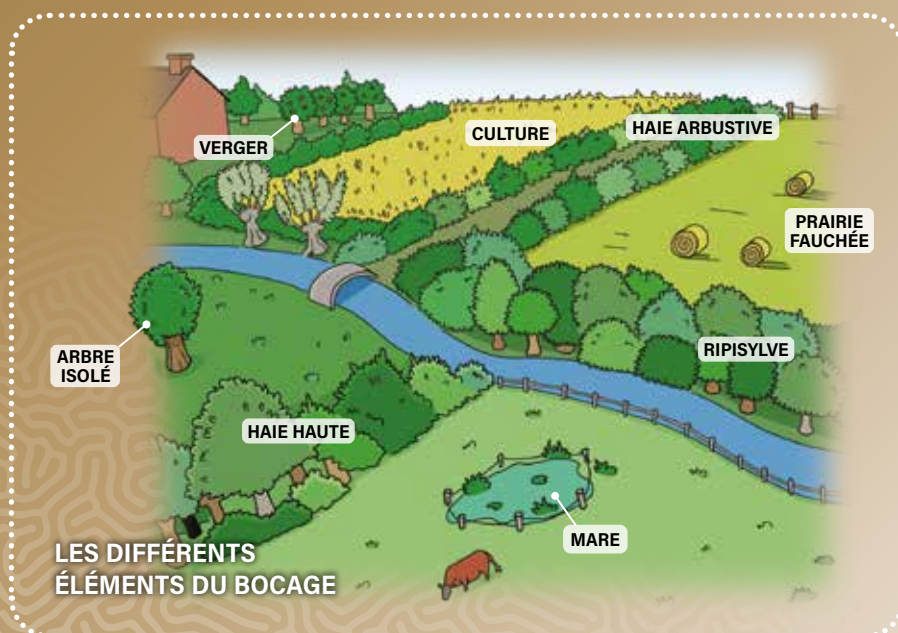 VERGER
CULTURE
HAIE ARBUSTIVE
PRAIRIE
FAUCHÉE
ARBRE
ISOLÉ
RIPISYLVE
HAIE HAUTE
MARE
LES DIFFÉRENTS
ÉLÉMENTS DU BOCAGE